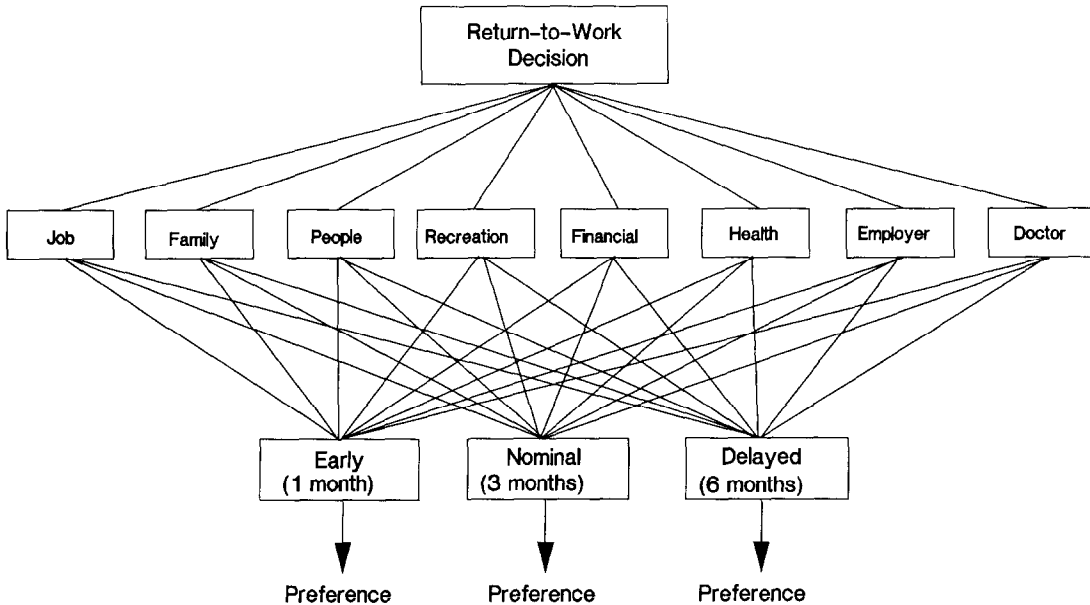 Return-to-Work
Decision
Job
Family
People
Recreation
Financial
Health
Employer
Doctor
Early
(1 month)
Nominal
(3 months)
Delayed
(6 months)
Preference
Preference
Preference